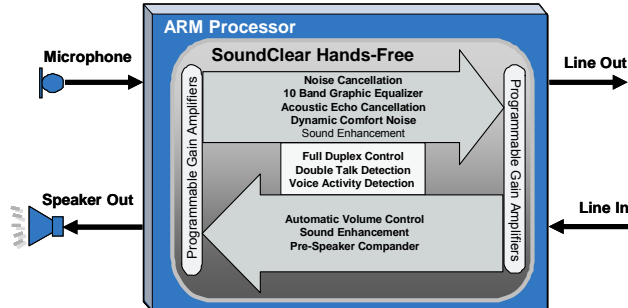 ARM Processor
SoundClear Hands-Free
Microphone
Line Out
Programmable Gain Amplifiers
Noise Cancellation
10 Band Graphic Equalizer
Acoustic Echo Cancellation
Dynamic Comfort Noise
Sound Enhancement
Programmable Gain Amplifiers
Full Duplex Control
Double Talk Detection
Voice Activity Detection
Speaker Out
Line In
Automatic Volume Control
Sound Enhancement
Pre-Speaker Compander